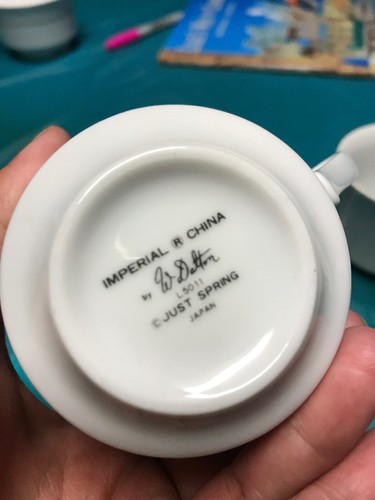 IMPERIAL ® CHINA
by W. Dalton
L5011
© JUST SPRING
JAPAN